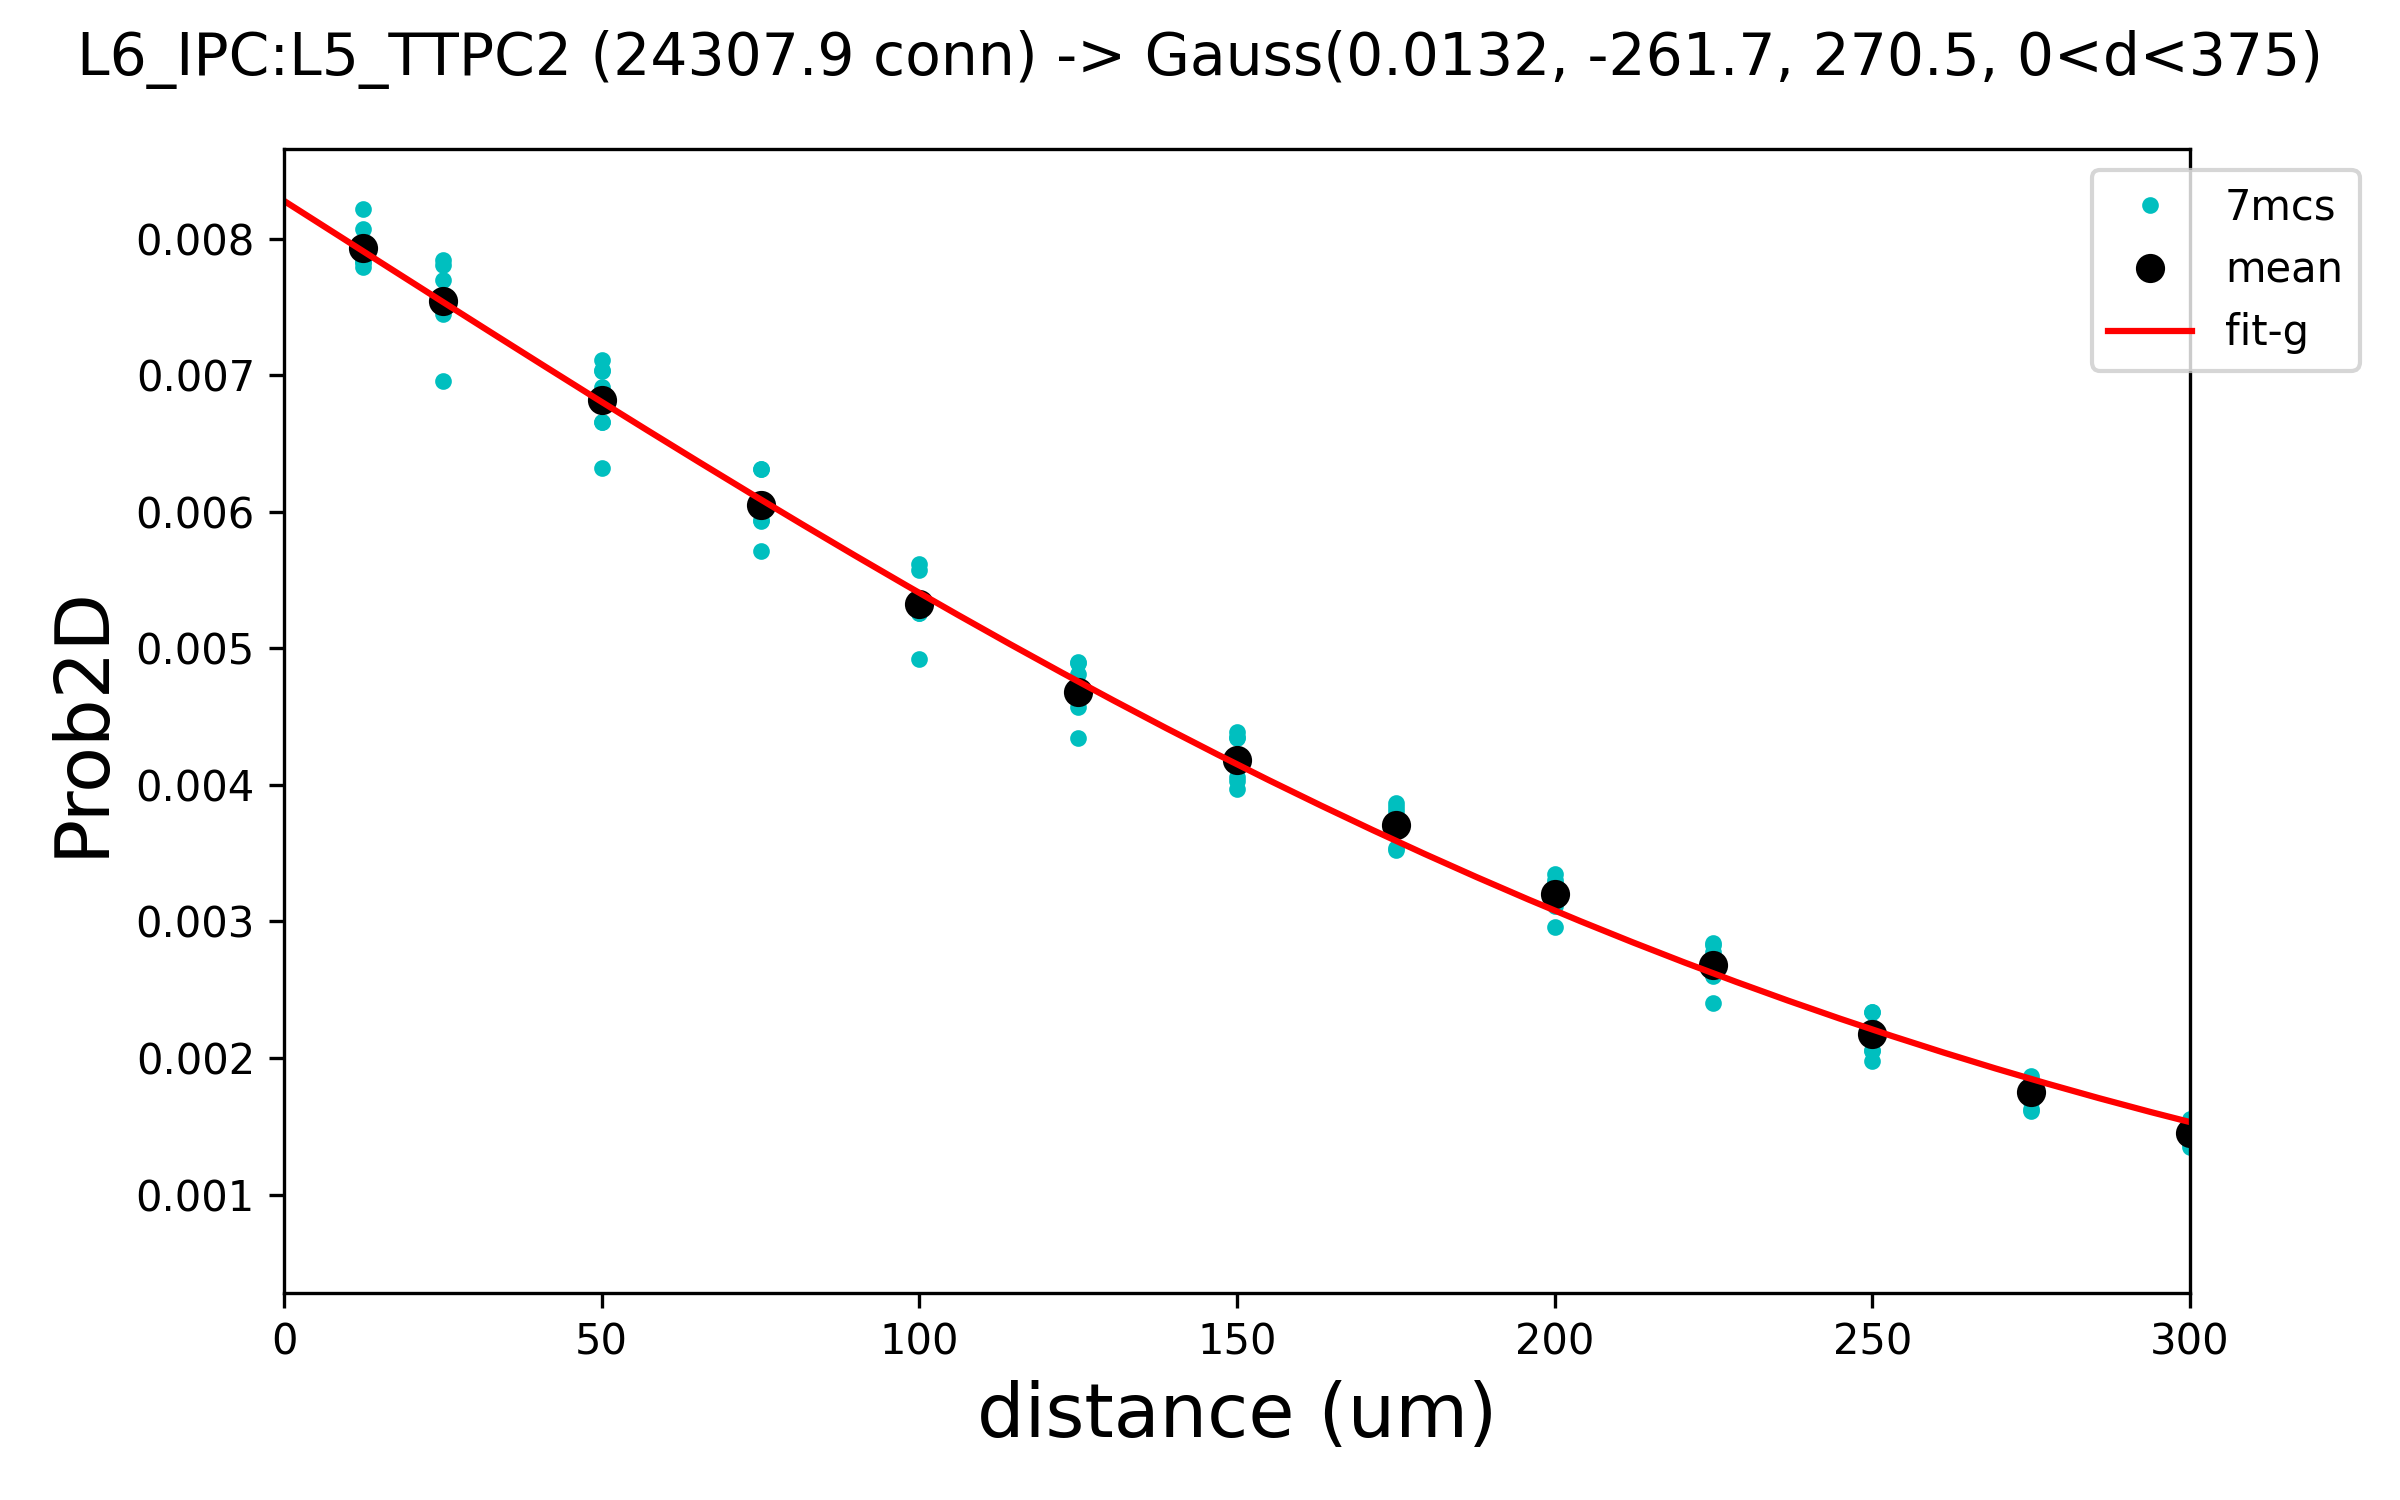 L6_IPC:L5_TTPC2 (24307.9 conn) -> Gauss(0.0132, -261.7, 270.5, 0<d<375)
7mcs
mean
fit-g
Prob2D
0.008
0.007
0.006
0.005
0.004
0.003
0.002
0.001
0 50 100 150 200 250 300
distance (um)